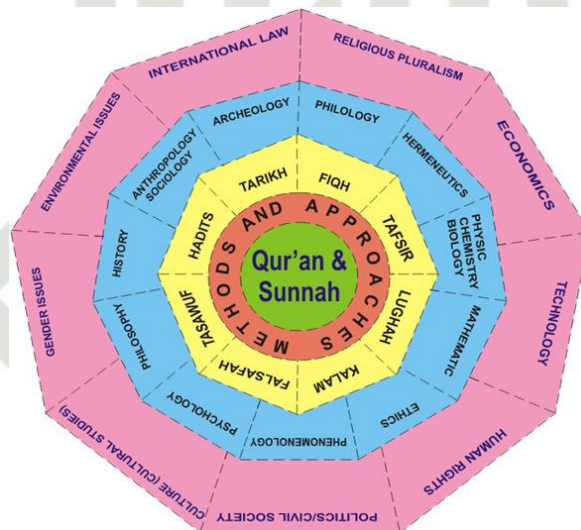 INTERNATIONAL LAW
RELIGIOUS PLURALISM
ECONOMICS
TECHNOLOGY
HUMAN RIGHTS
POLITICS/CIVIL SOCIETY
CULTURE (CULTURAL STUDIES)
GENDER ISSUES
ENVIRONMENTAL ISSUES
ARCHEOLOGY
PHILOLOGY
HERMENEUTICS
PHYSIC
CHEMISTRY
BIOLOGY
MATHEMATIC
ETHICS
PHENOMENOLOGY
PSYCHOLOGY
PHILOSOPHY
HISTORY
ANTHROPOLOGY
SOCIOLOGY
TARIKH
FIQH
TAFSIR
LUGHAH
KALAM
FALSAFAH
TASAWUF
HADITS
METHODS AND APPROACHES
Qur'an &
Sunnah